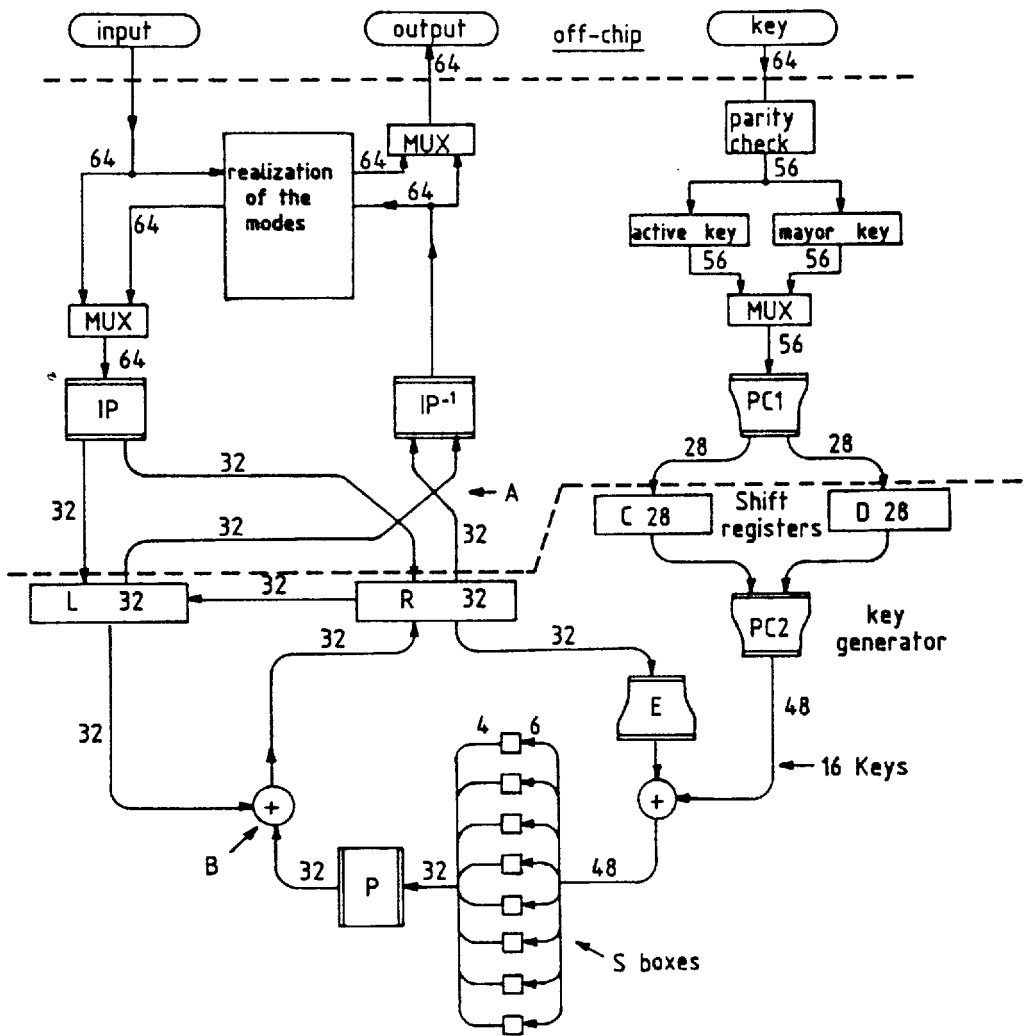 input
output
off-chip
key
64
64
parity
check
MUX
64
realization
of the
modes
64
64
64
56
active key
mayor key
56
56
MUX
MUX
64
56
IP
IP-1
PC1
32
28
28
A
32
32
32
C 28
Shift
registers
D 28
L 32
32
R 32
PC2
key
generator
32
32
E
32
4
6
48
16 Keys
+
+
B
32
P
32
48
S boxes